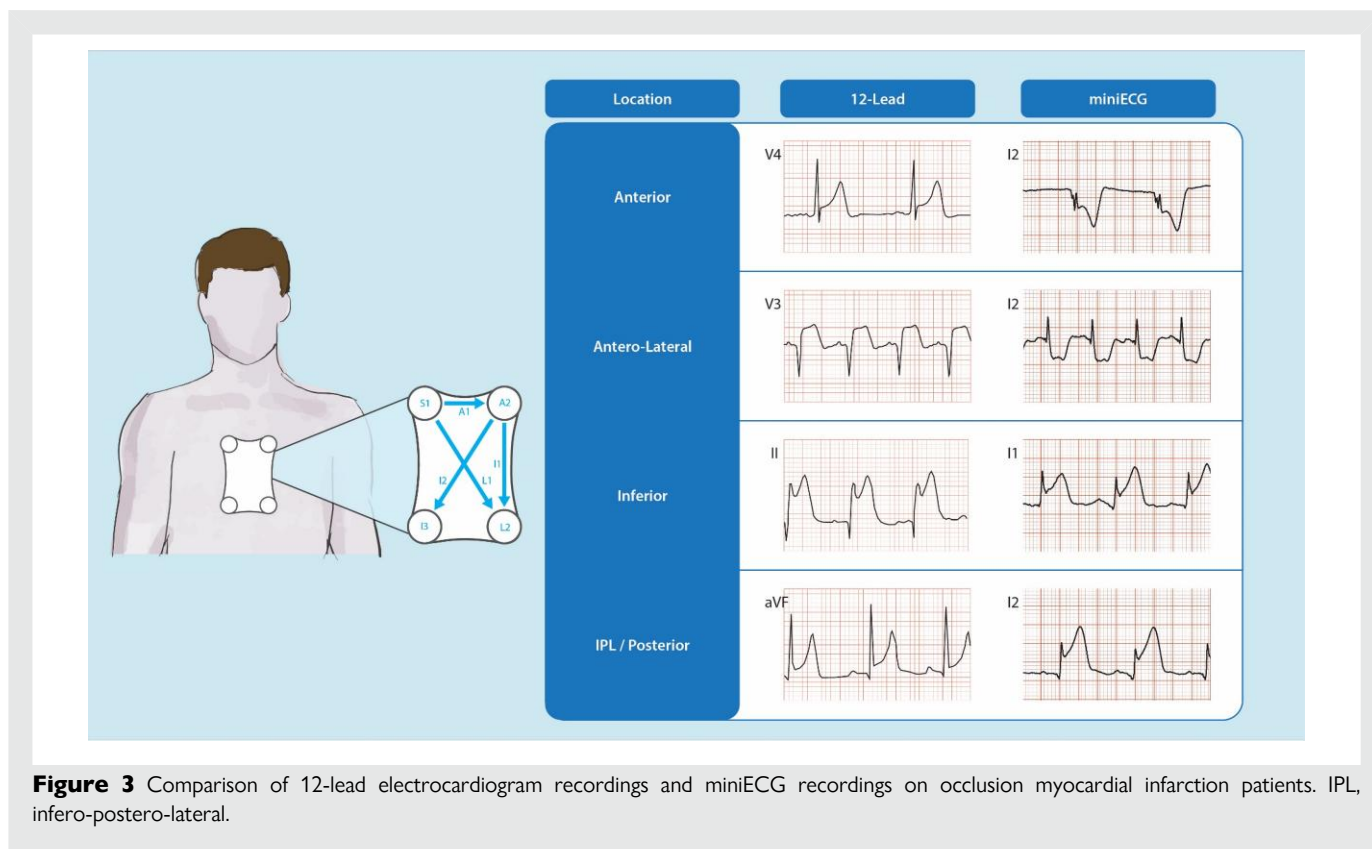 Location 12-Lead miniECG
Anterior V4 I2
Antero-Lateral V3 I2
Inferior II I1
IPL / Posterior aVF I2
S1 A1 A2
I1
I2 L1
I3 L2
Figure 3 Comparison of 12-lead electrocardiogram recordings and miniECG recordings on occlusion myocardial infarction patients. IPL,
infero-postero-lateral.